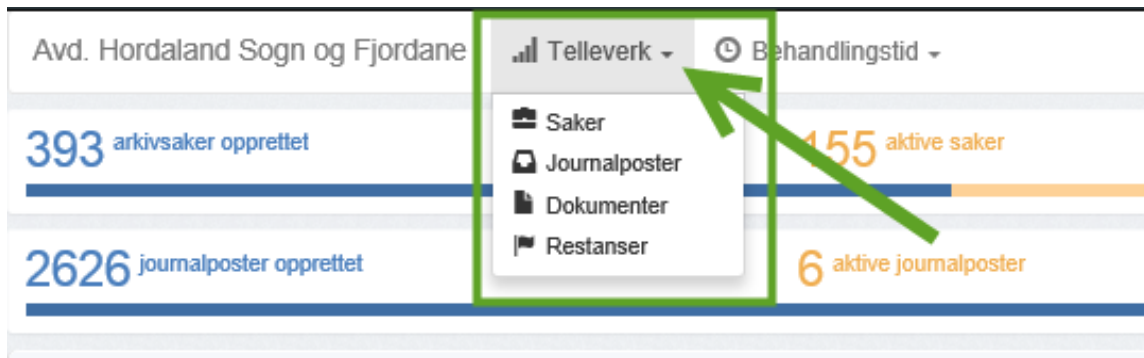 Avd. Hordaland Sogn og Fjordane Telleverk Behandlingstid
Saker
Journalposter
Dokumenter
Restanser
393 arkivsaker opprettet 155 aktive saker
2626 journalposter opprettet 6 aktive journalposter